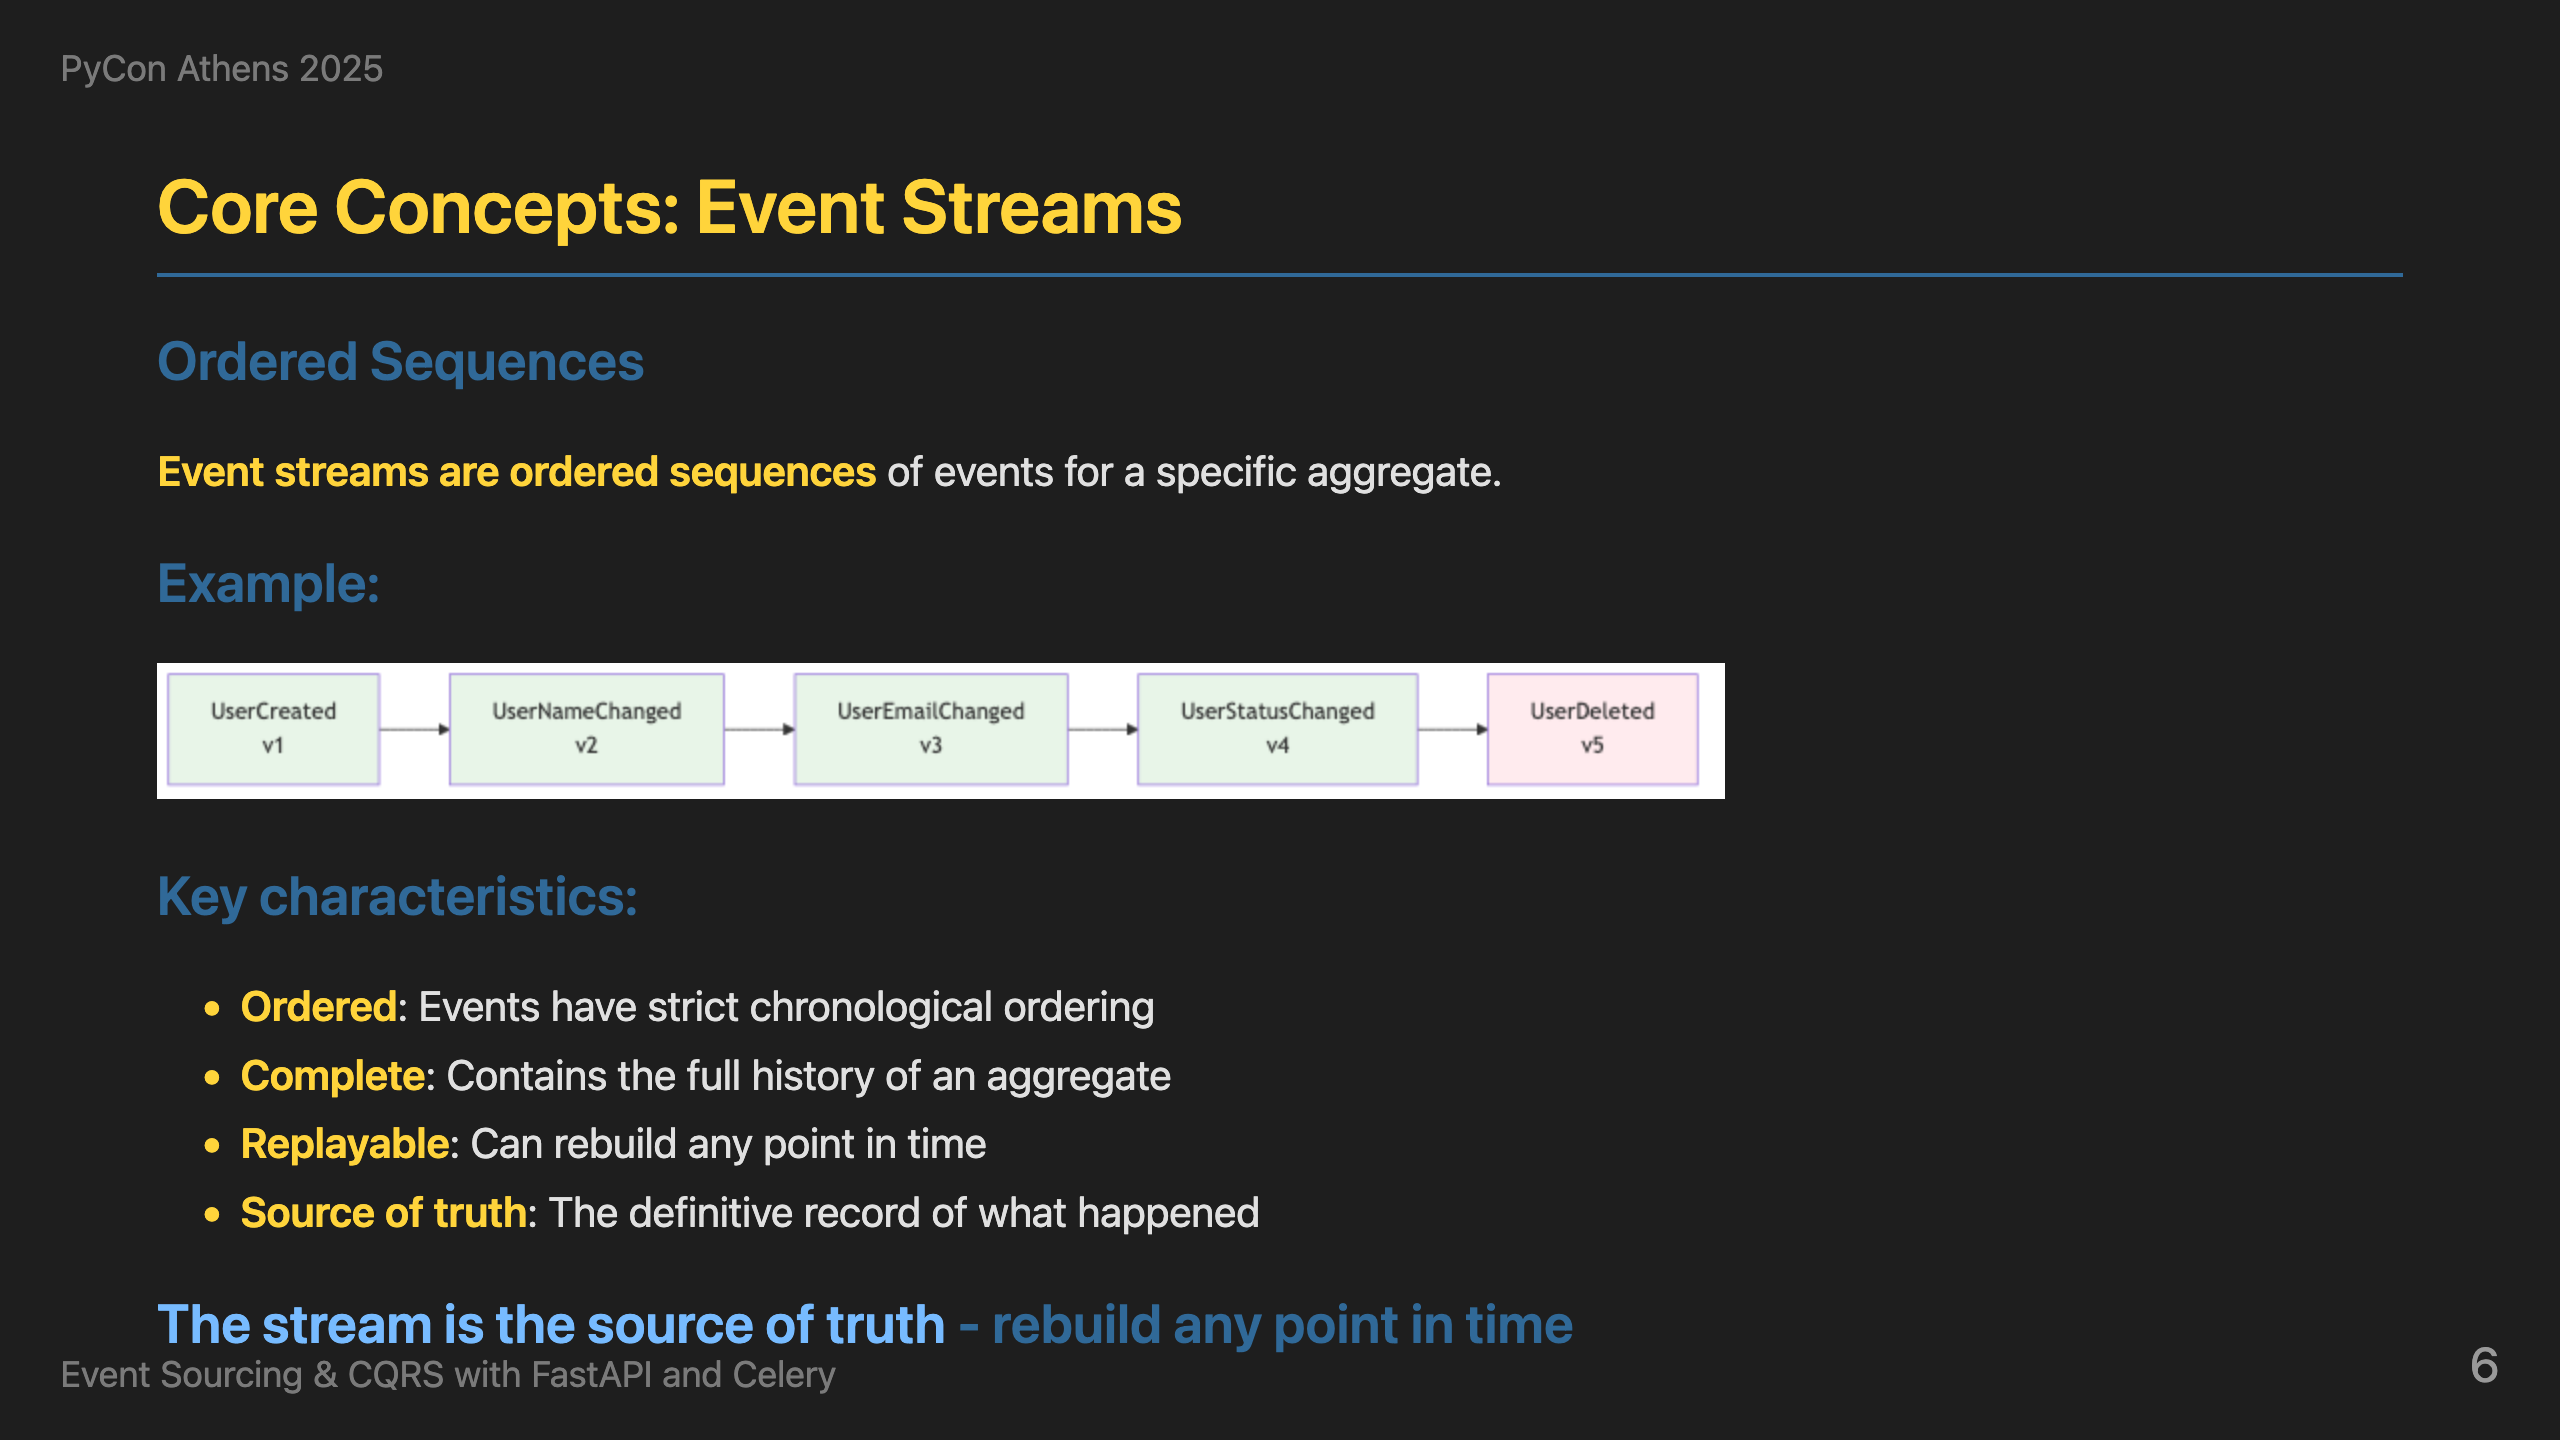 PyCon Athens 2025
Core Concepts: Event Streams
Ordered Sequences
Event streams are ordered sequences of events for a specific aggregate.
Example:
UserCreated
v1
UserNameChanged
v2
UserEmailChanged
v3
UserStatusChanged
v4
UserDeleted
v5
Key characteristics:
• Ordered: Events have strict chronological ordering
• Complete: Contains the full history of an aggregate
• Replayable: Can rebuild any point in time
• Source of truth: The definitive record of what happened
The stream is the source of truth - rebuild any point in time
Event Sourcing & CQRS with FastAPI and Celery
6